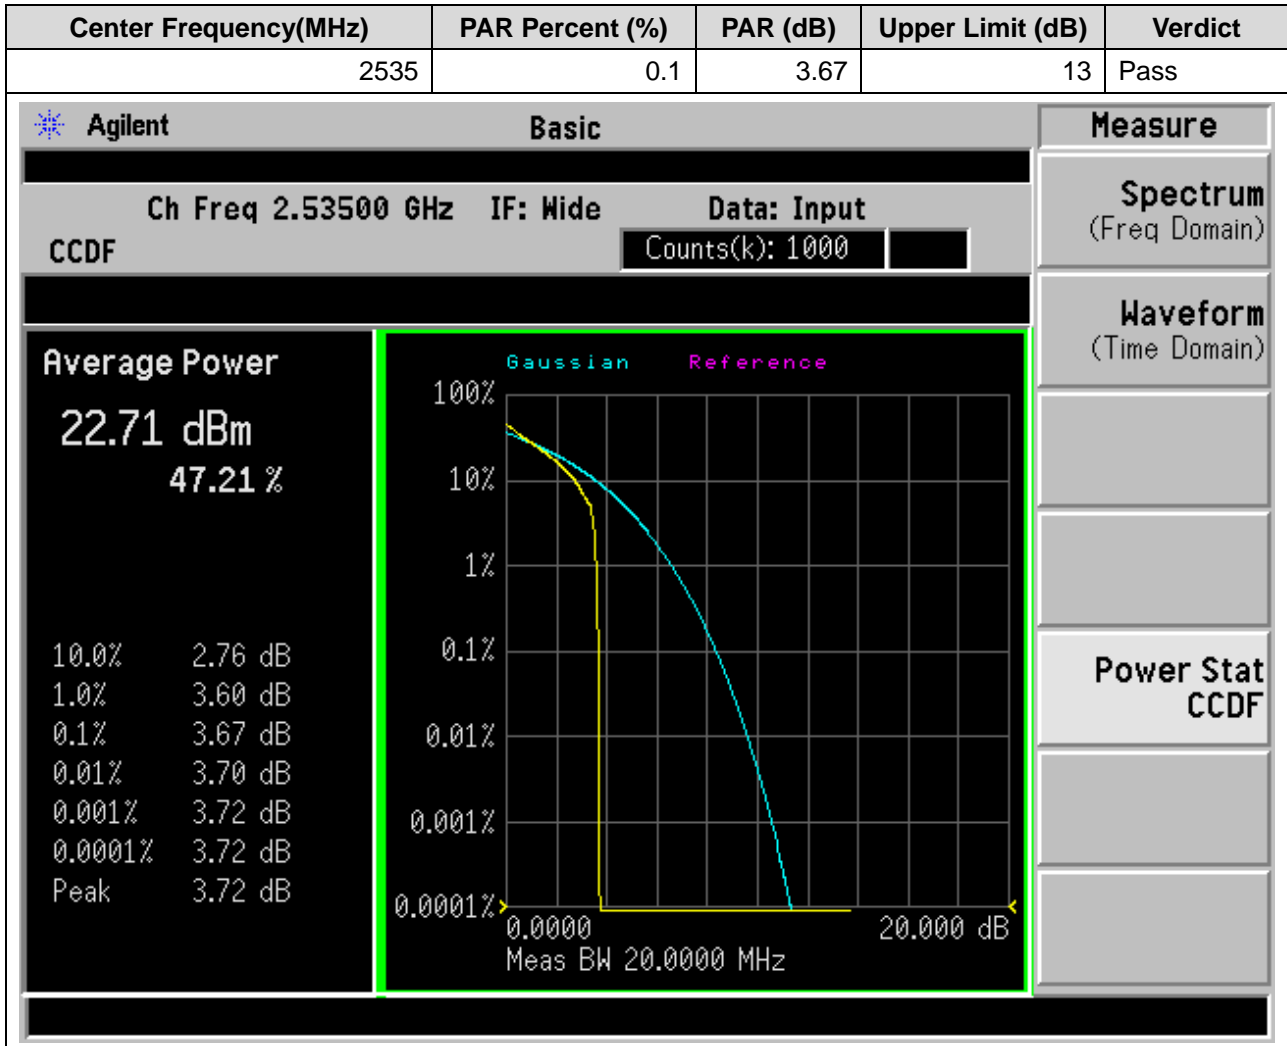 Center Frequency(MHz) PAR Percent (%) PAR (dB) Upper Limit (dB) Verdict
2535 0.1 3.67 13 Pass
Agilent Basic Measure
Ch Freq 2.53500 GHz IF: Wide Data: Input
CCDF Counts(k): 1000
Spectrum
(Freq Domain)
Waveform
(Time Domain)
Power Stat
CCDF
Average Power
22.71 dBm
47.21 %
10.0% 2.76 dB
1.0% 3.60 dB
0.1% 3.67 dB
0.01% 3.70 dB
0.001% 3.72 dB
0.0001% 3.72 dB
Peak 3.72 dB
Gaussian Reference
100%
10%
1%
0.1%
0.01%
0.001%
0.0001%
0.0000 20.000 dB
Meas BW 20.0000 MHz